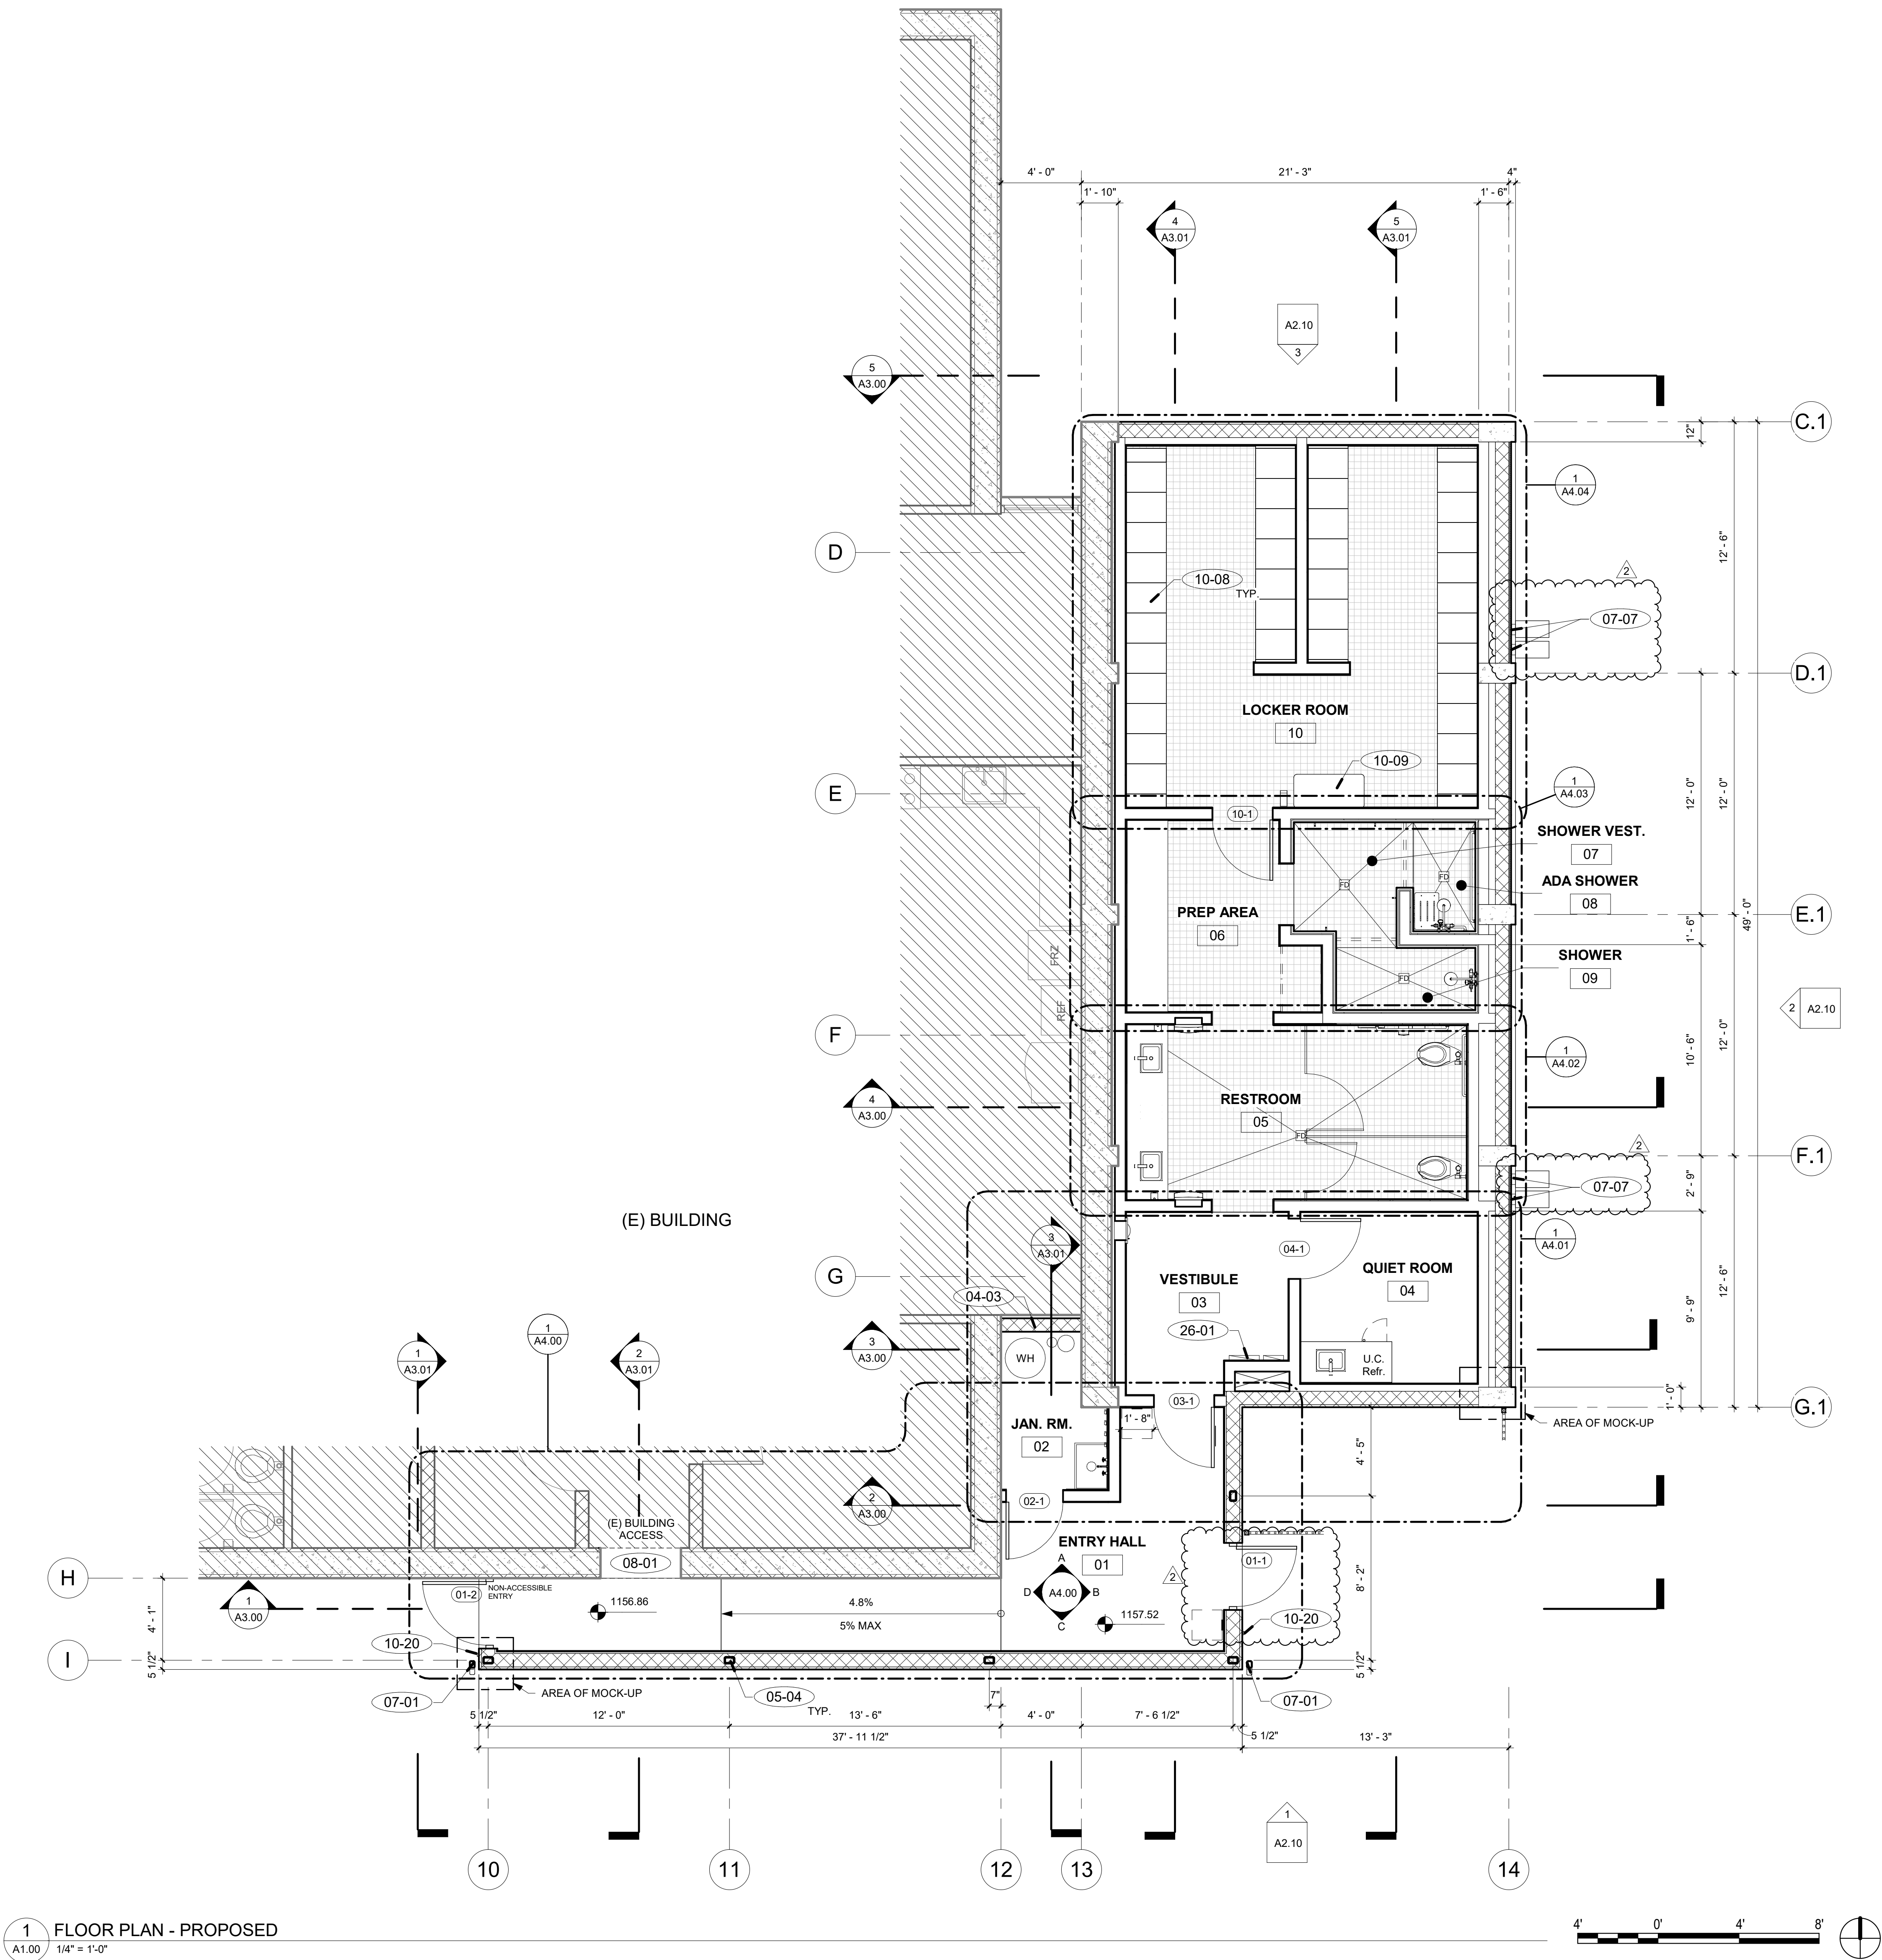 4' - 0"
21' - 3"
4"
1' - 10"
1' - 6"
4
A3.01
5
A3.01
A2.10
3
5
A3.00
C.1
12"
1
A4.04
12' - 6"
D
2
10-08
TYP.
07-07
D.1
LOCKER ROOM
10
49' - 0"
10-09
E
1
A4.03
12' - 0"
12' - 0"
10-1
SHOWER VEST.
07
FD
FD
ADA SHOWER
08
PREP AREA
06
E.1
1' - 6"
FRZ
SHOWER
09
FD
REF
2
A2.10
F
10' - 6"
12' - 0"
1
A4.02
4
A3.00
RESTROOM
05
FD
2
F.1
07-07
2' - 9"
(E) BUILDING
3
A3.01
04-1
1
A4.01
G
QUIET ROOM
04
VESTIBULE
03
12' - 6"
9' - 9"
04-03
26-01
1
A4.00
3
A3.00
WH
U.C.
Refr.
1
A3.01
2
A3.01
1' - 0"
03-1
G.1
1' - 8"
AREA OF MOCK-UP
JAN. RM.
02
4' - 5"
2
A3.00
02-1
(E) BUILDING
ACCESS
08-01
ENTRY HALL
01
01-1
H
01-2
NON-ACCESSIBLE
ENTRY
A
D
A4.00
B
C
2
8' - 2"
1
A3.00
1156.86
4.8%
5% MAX
1157.52
10-20
4' - 1"
10-20
I
5 1/2"
5 1/2"
07-01
AREA OF MOCK-UP
05-04
TYP.
7"
07-01
5 1/2"
12' - 0"
13' - 6"
4' - 0"
7' - 6 1/2"
5 1/2"
37' - 11 1/2"
13' - 3"
1
A2.10
10
11
12
13
14
1
A1.00
FLOOR PLAN - PROPOSED
1/4" = 1'-0"
4'
0'
4'
8'